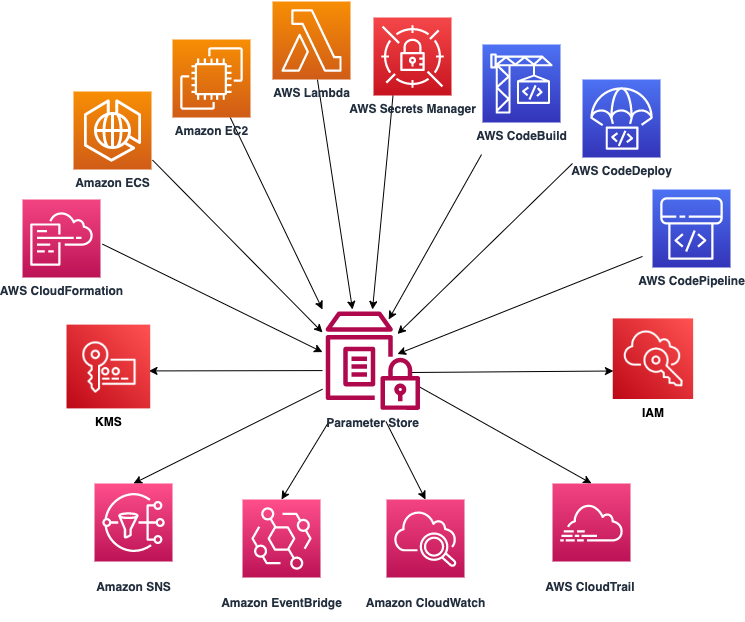 AWS Lambda
AWS Secrets Manager
Amazon EC2
AWS CodeBuild
</>
AWS CodeDeploy
</>
Amazon ECS
AWS CodePipeline
</>
AWS CloudFormation
KMS
IAM
Parameter Store
Amazon SNS
Amazon EventBridge
Amazon CloudWatch
AWS CloudTrail